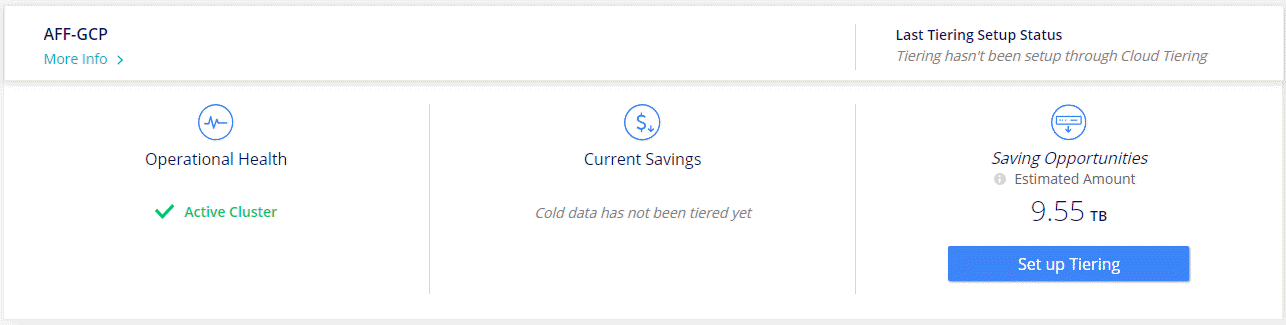 AFF-GCP
More Info >
Last Tiering Setup Status
Tiering hasn't been setup through Cloud Tiering
Operational Health
Active Cluster
Current Savings
Cold data has not been tiered yet
Saving Opportunities
Estimated Amount
9.55 TB
Set up Tiering